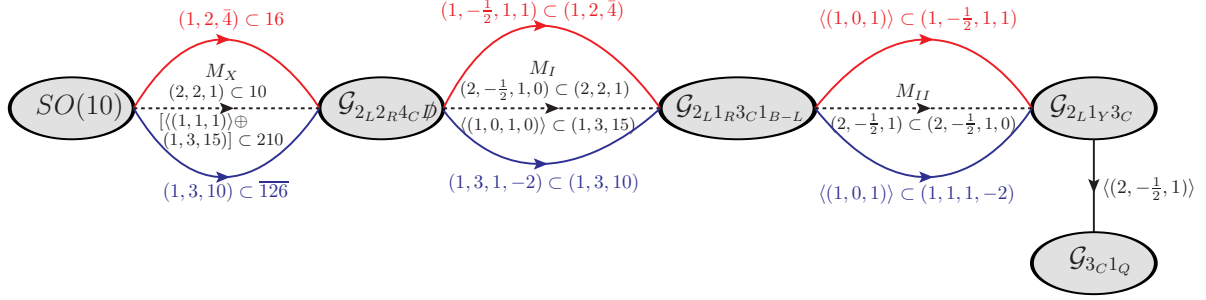 (1, 2, 4̄) ⊂ 16
(1, −½, 1, 1) ⊂ (1, 2, 4̄)
⟨(1, 0, 1)⟩ ⊂ (1, −½, 1, 1)
M_X
(2, 2, 1) ⊂ 10
M_I
(2, −½, 1, 0) ⊂ (2, 2, 1)
M_{II}
SO(10)
𝒢_{2_L 2_R 4_C D̸}
𝒢_{2_L 1_R 3_C 1_{B−L}}
𝒢_{2_L 1_Y 3_C}
[⟨(1, 1, 1)⟩⊕
(1, 3, 15)] ⊂ 210
⟨(1, 0, 1, 0)⟩ ⊂ (1, 3, 15)
(2, −½, 1) ⊂ (2, −½, 1, 0)
(1, 3, 10) ⊂ \overline{126}
(1, 3, 1, −2) ⊂ (1, 3, 10)
⟨(1, 0, 1)⟩ ⊂ (1, 1, 1, −2)
⟨(2, −½, 1)⟩
𝒢_{3_C 1_Q}